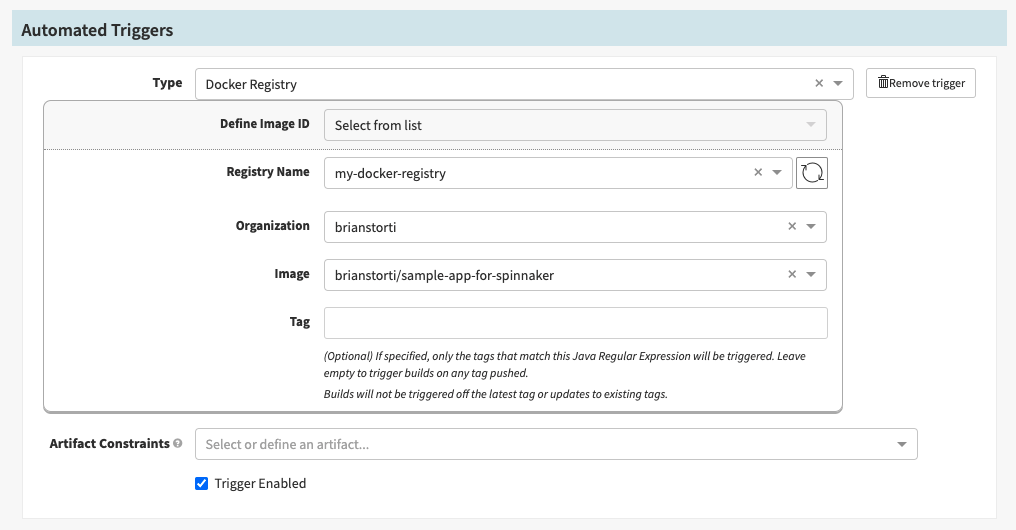 Automated Triggers
Type
Docker Registry
Remove trigger
Define Image ID
Select from list
Registry Name
my-docker-registry
Organization
brianstorti
Image
brianstorti/sample-app-for-spinnaker
Tag
(Optional) If specified, only the tags that match this Java Regular Expression will be triggered. Leave
empty to trigger builds on any tag pushed.
Builds will not be triggered off the latest tag or updates to existing tags.
Artifact Constraints
Select or define an artifact...
Trigger Enabled